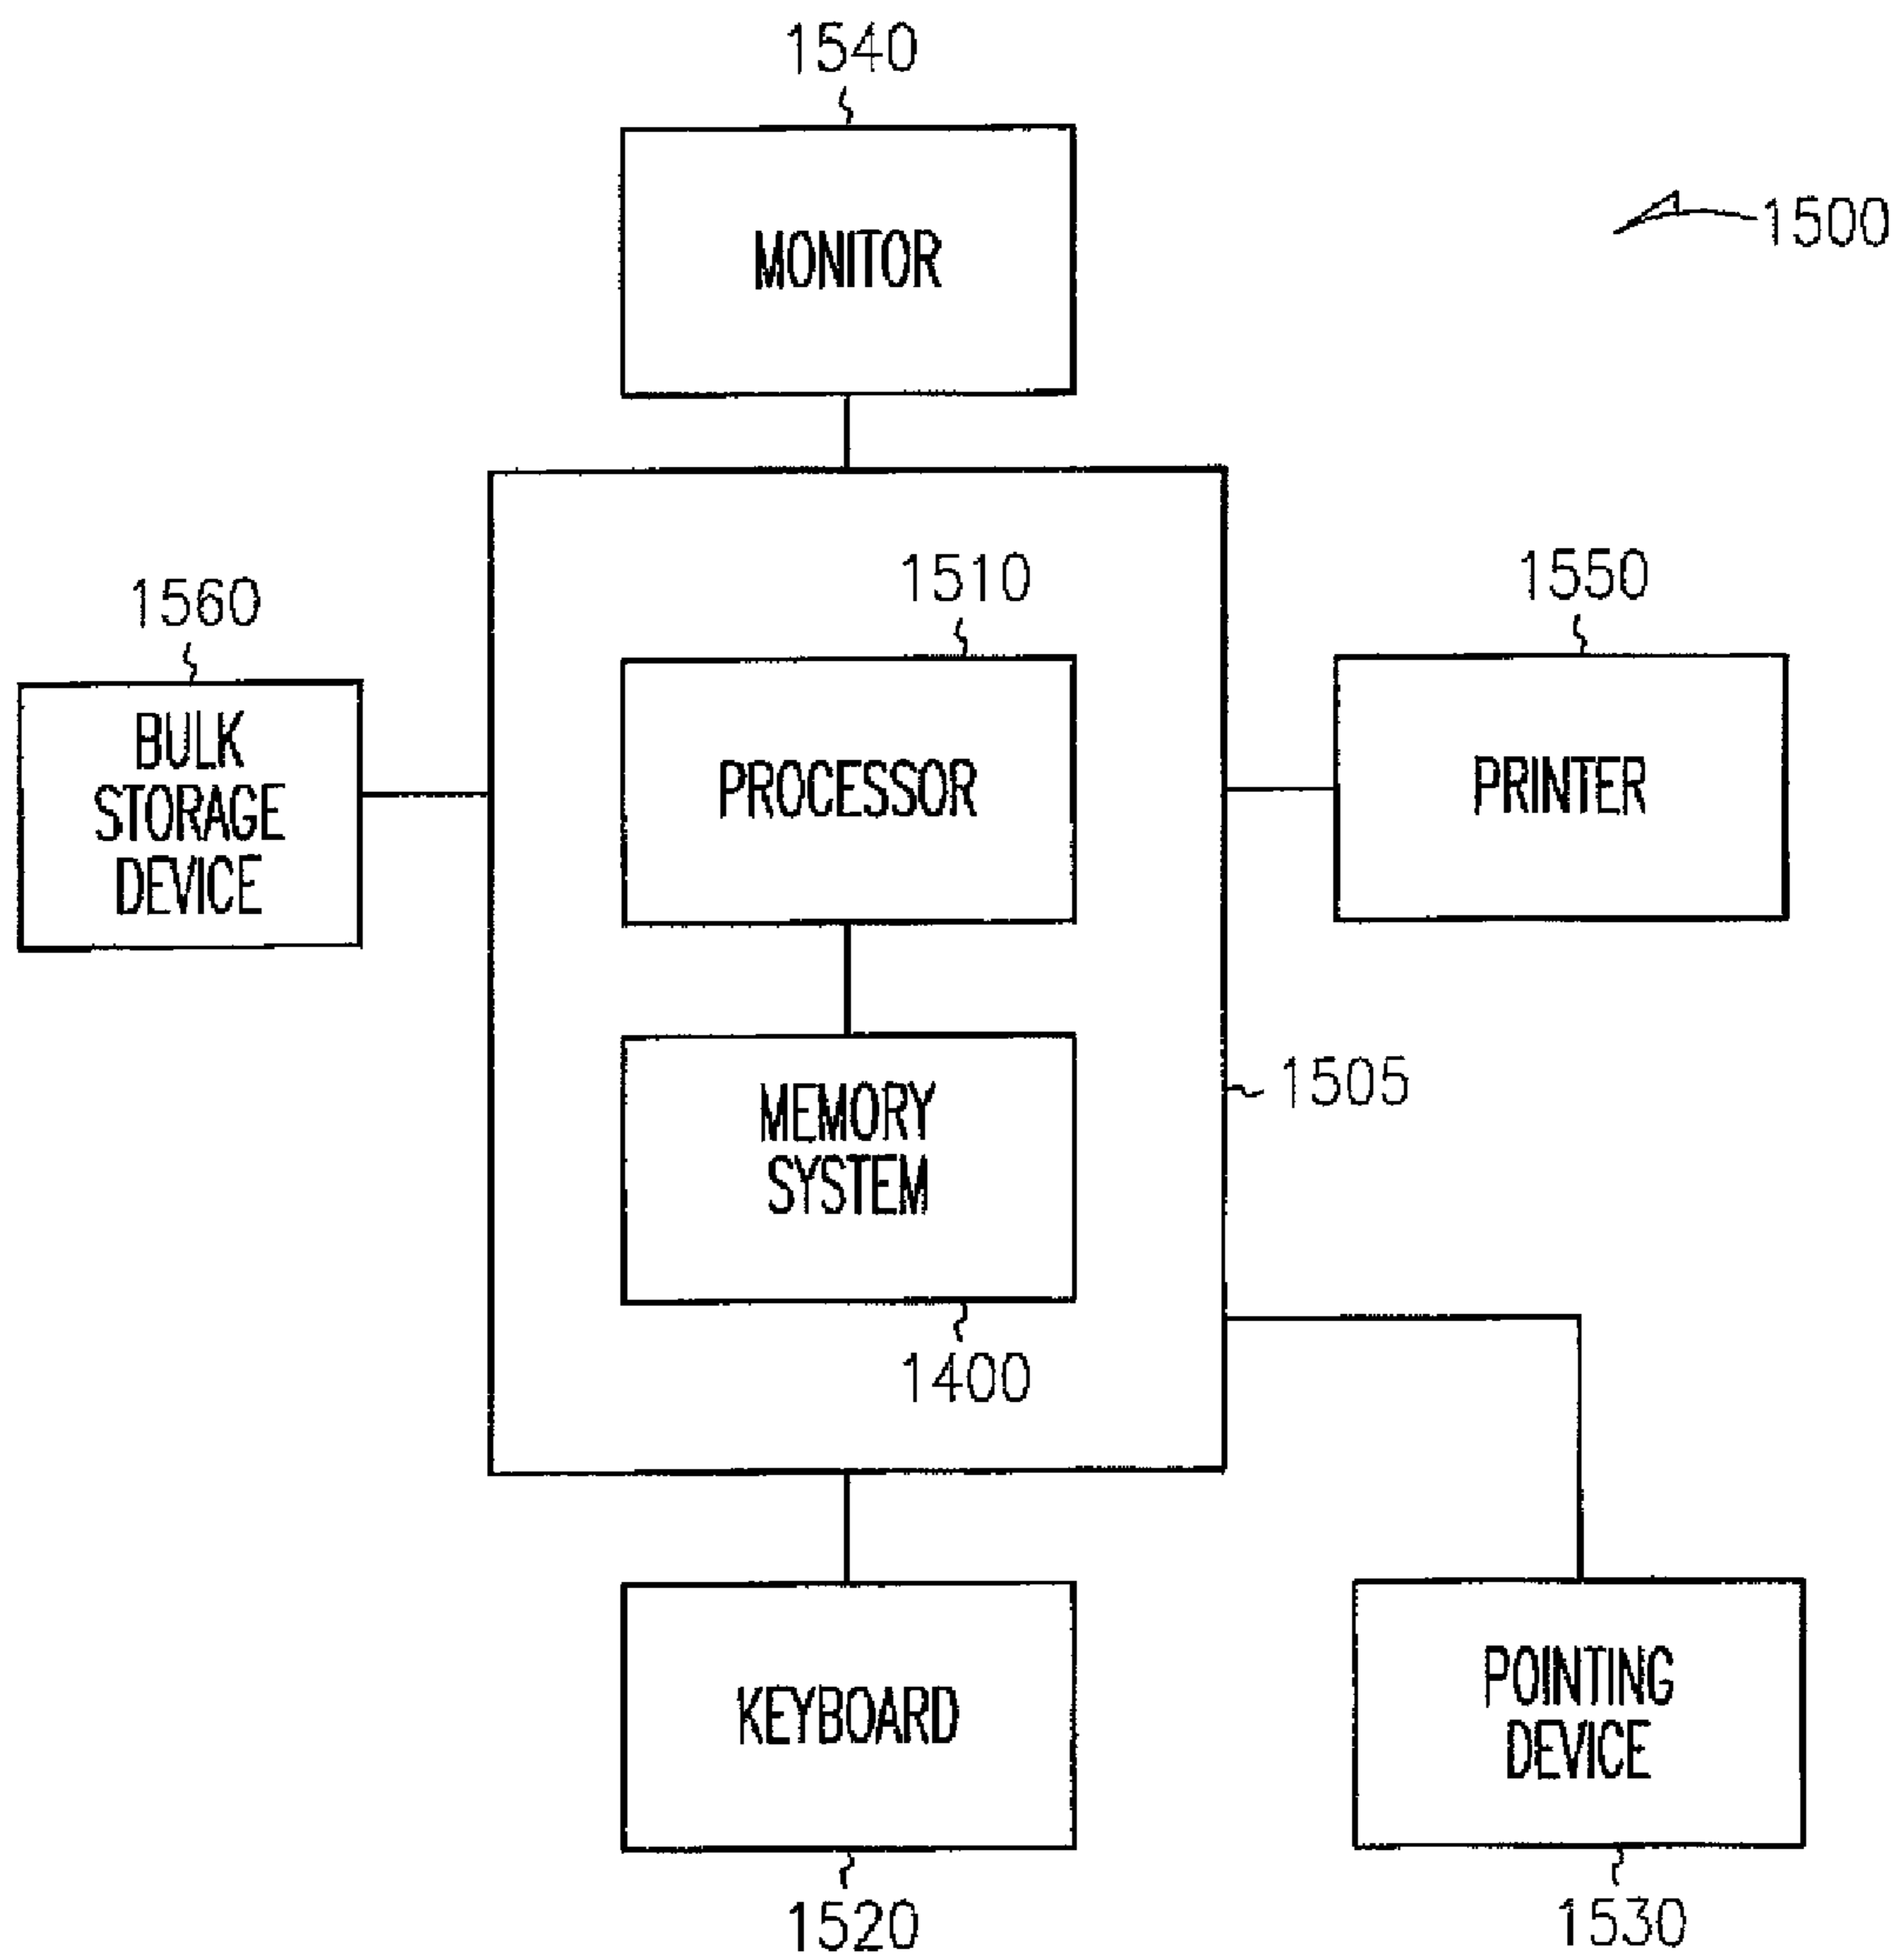 1540
MONITOR
1500
1510
1550
1560
PROCESSOR
PRINTER
BULK
STORAGE
DEVICE
1505
MEMORY
SYSTEM
1400
KEYBOARD
POINTING
DEVICE
1520
1530